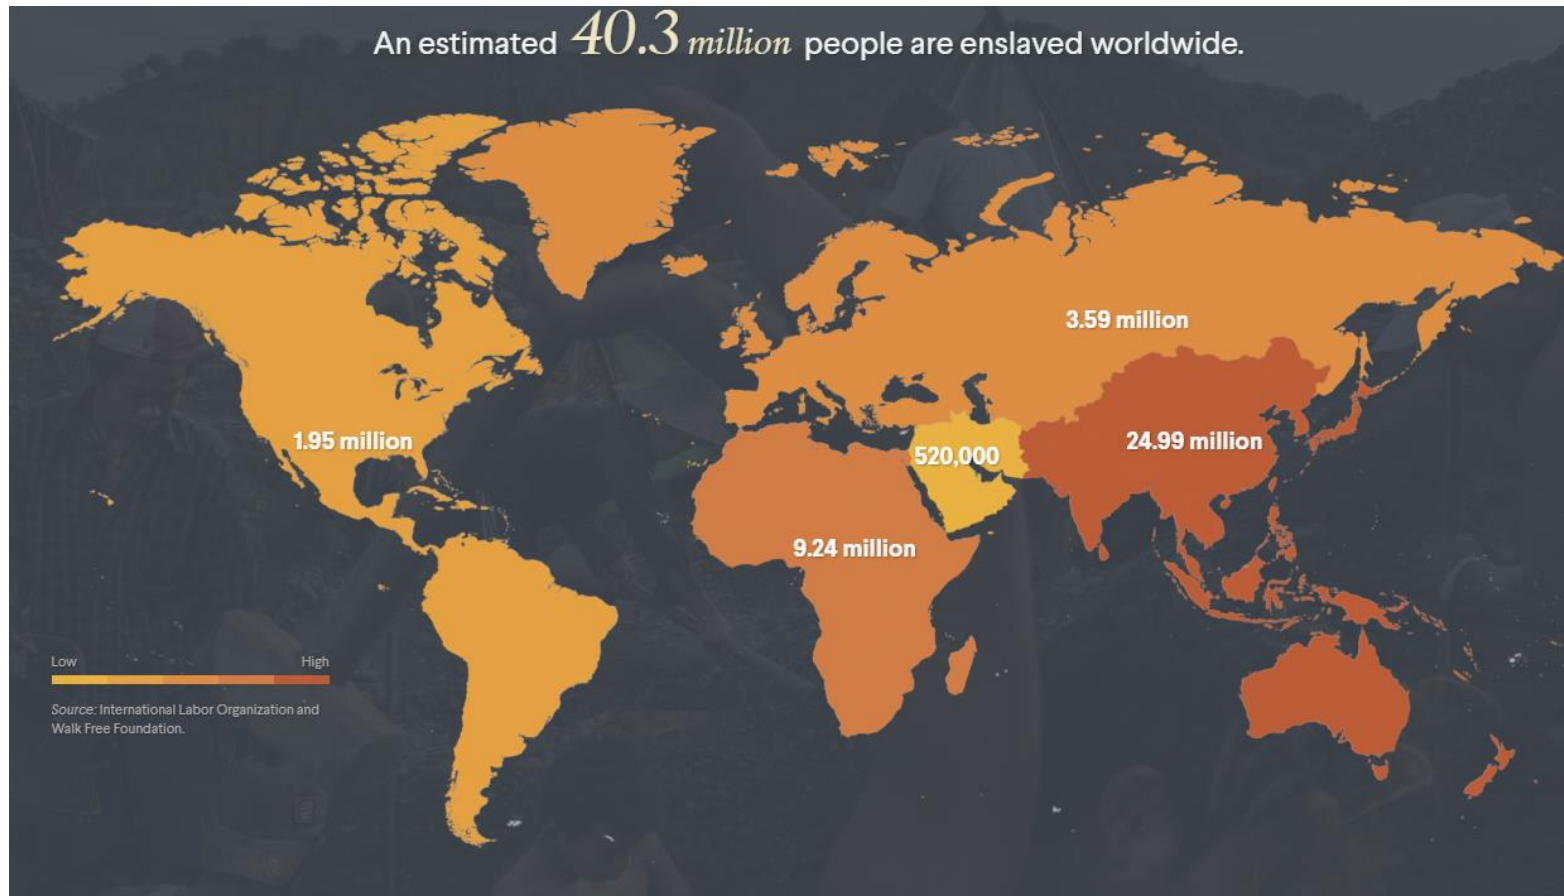 An estimated 40.3 million people are enslaved worldwide.
3.59 million
1.95 million
24.99 million
520,000
9.24 million
Low High
Source: International Labor Organization and
Walk Free Foundation.